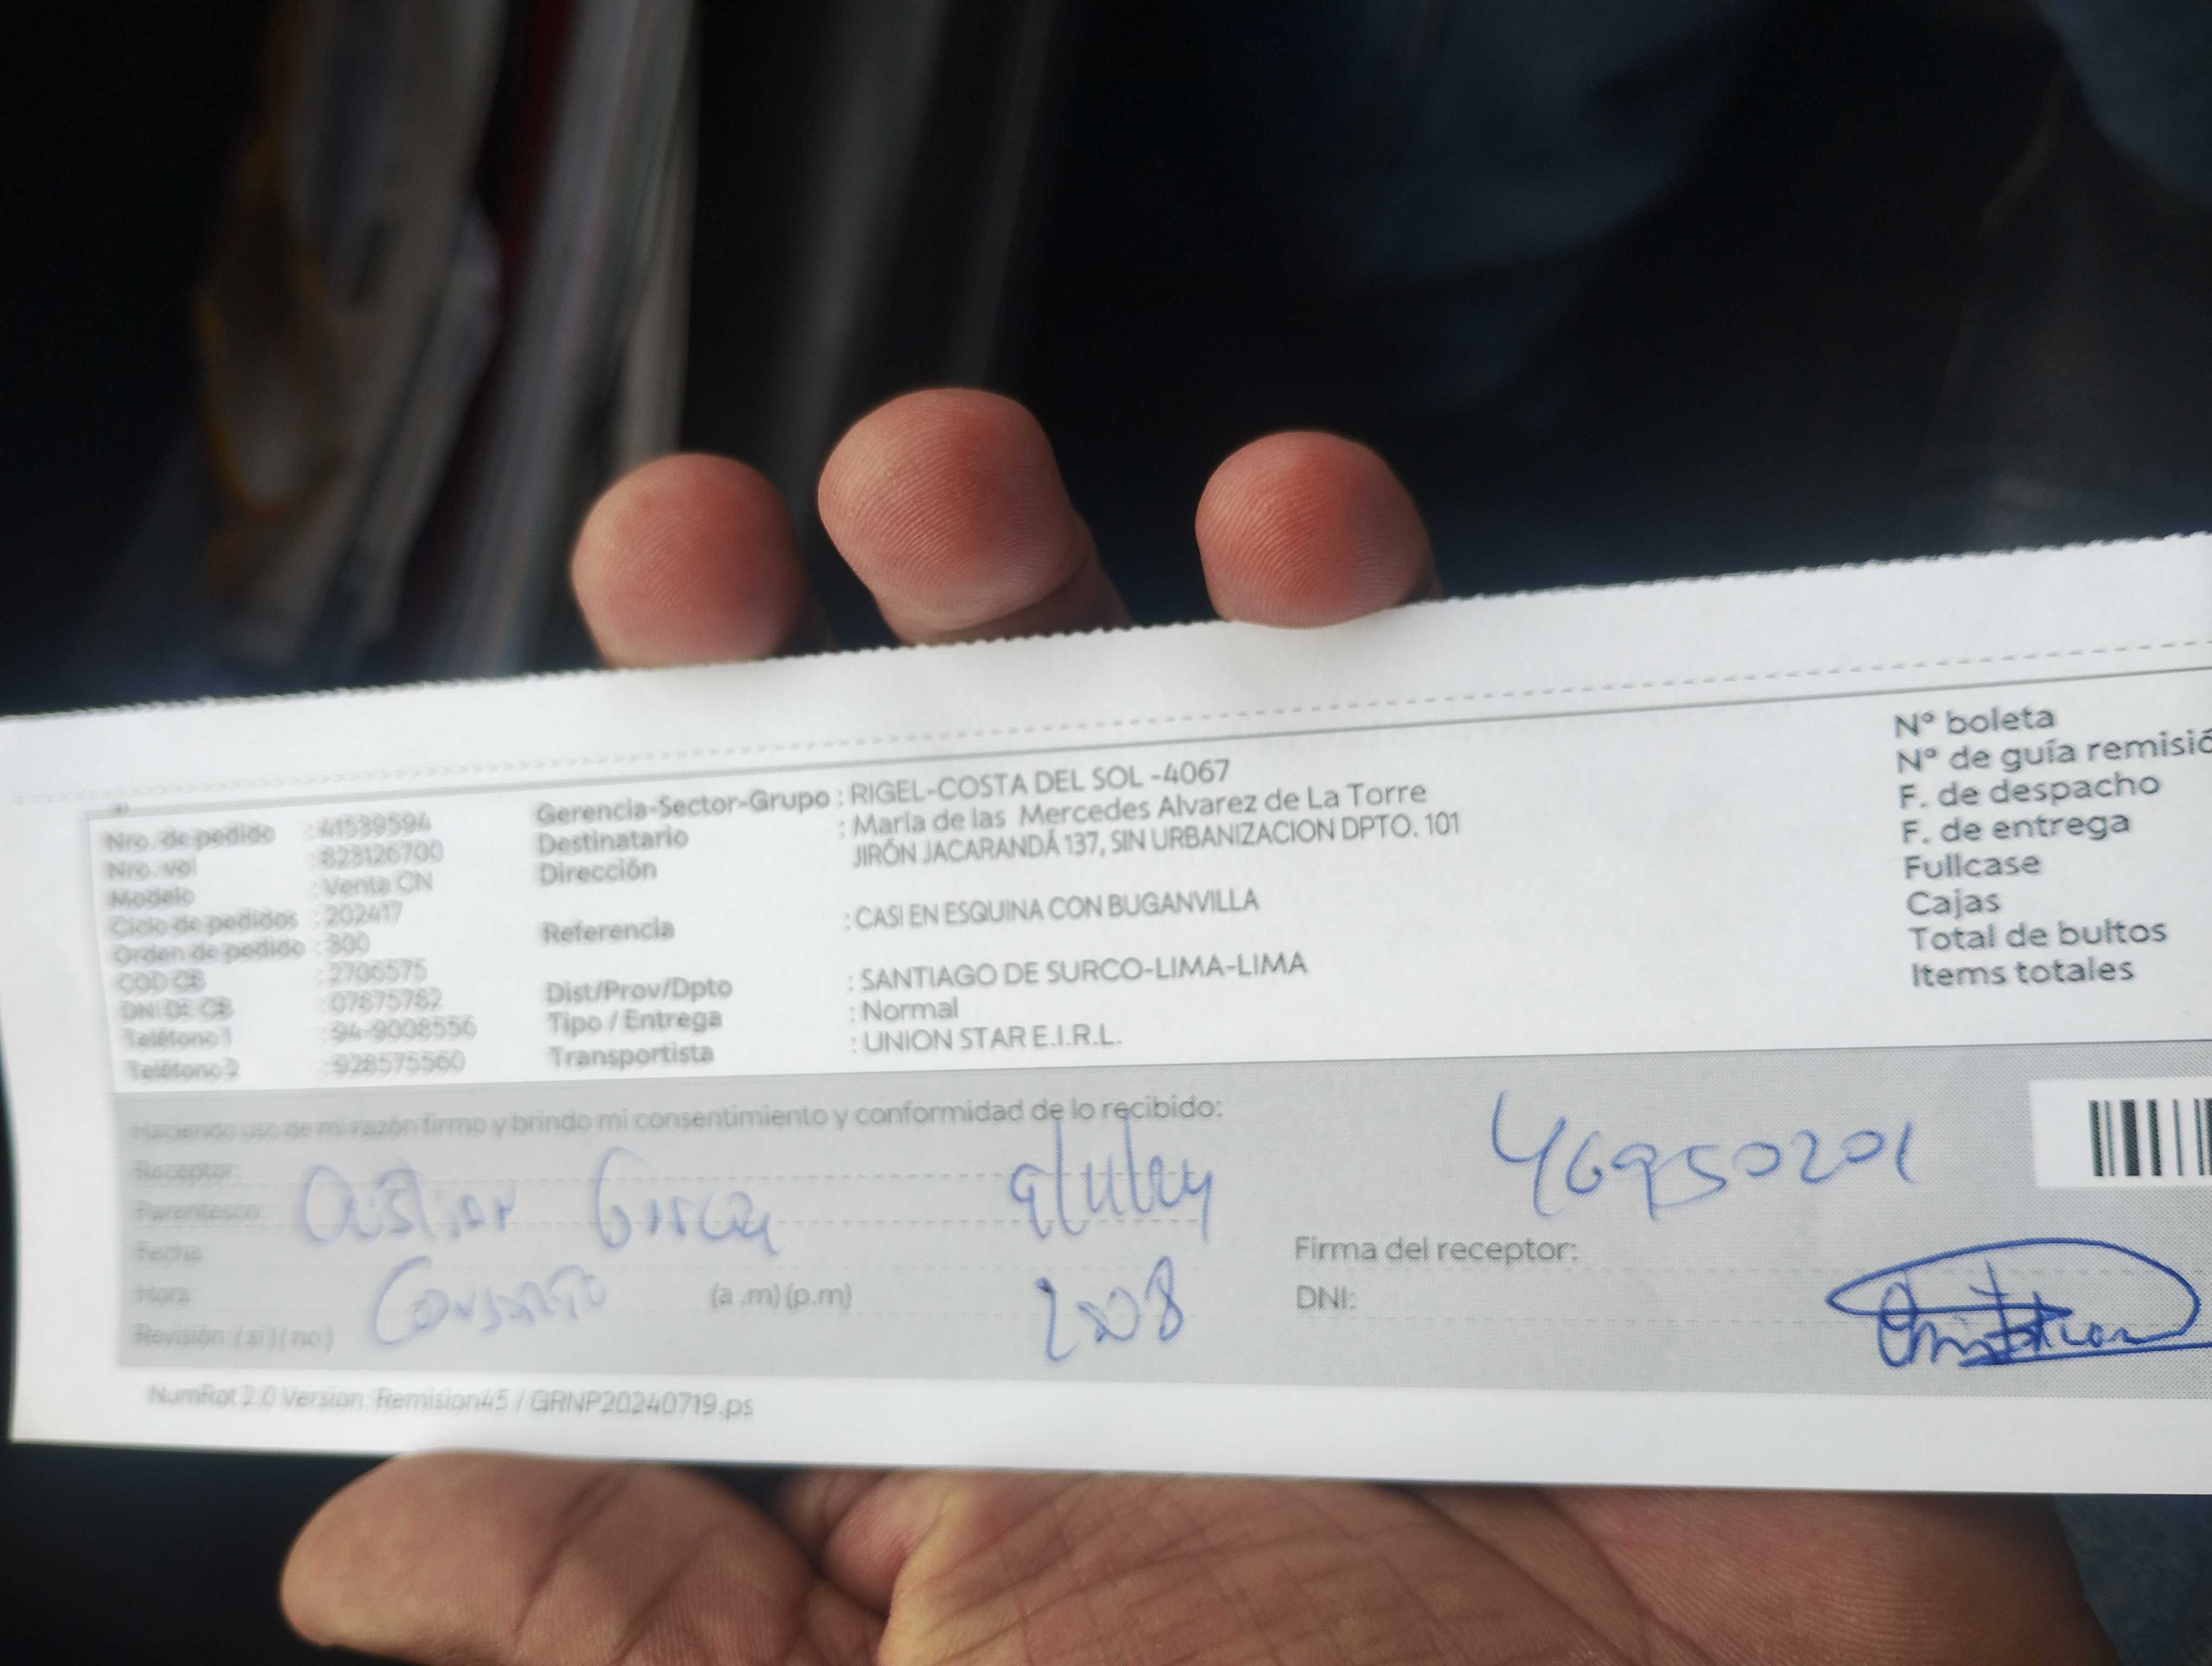 Nro. de pedido : 41539594
Nro. vol : 823126700
Modelo : Venta CN
Ciclo de pedidos : 202417
Orden de pedido : 300
COD CB : 2706575
DNI DE CB : 07875782
Teléfono 1 : 94-9008556
Teléfono 2 : 928575560
Gerencia-Sector-Grupo : RIGEL-COSTA DEL SOL -4067
Destinatario : María de las Mercedes Alvarez de La Torre
Dirección JIRÓN JACARANDÁ 137, SIN URBANIZACION DPTO. 101
Referencia : CASI EN ESQUINA CON BUGANVILLA
Dist/Prov/Dpto : SANTIAGO DE SURCO-LIMA-LIMA
Tipo / Entrega : Normal
Transportista : UNION STAR E.I.R.L.
N° boleta
N° de guía remisió
F. de despacho
F. de entrega
Fullcase
Cajas
Total de bultos
Items totales
Haciendo uso de mi razón firmo y brindo mi consentimiento y conformidad de lo recibido:
Receptor:
Parentesco:
Fecha:
Hora: (a .m) (p.m)
Revisión: (si) (no)
46950201
Firma del receptor:
DNI:
NumRot 2.0 Version: Remision45 / GRNP20240719.ps